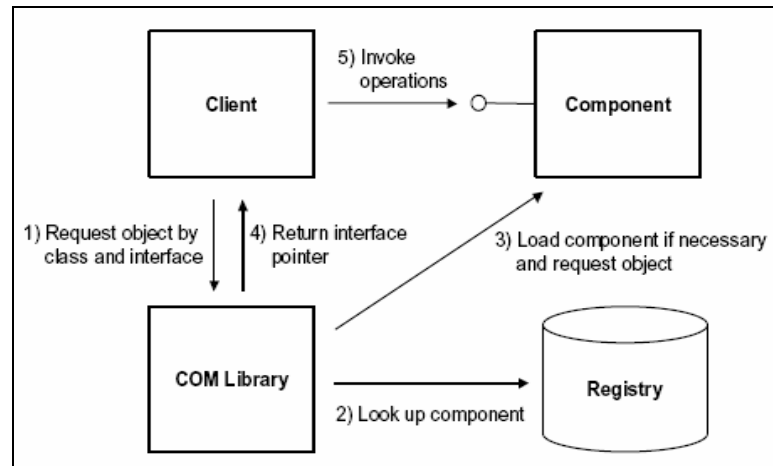 5) Invoke
operations
Client
Component
1) Request object by
class and interface
4) Return interface
pointer
3) Load component if necessary
and request object
COM Library
Registry
2) Look up component